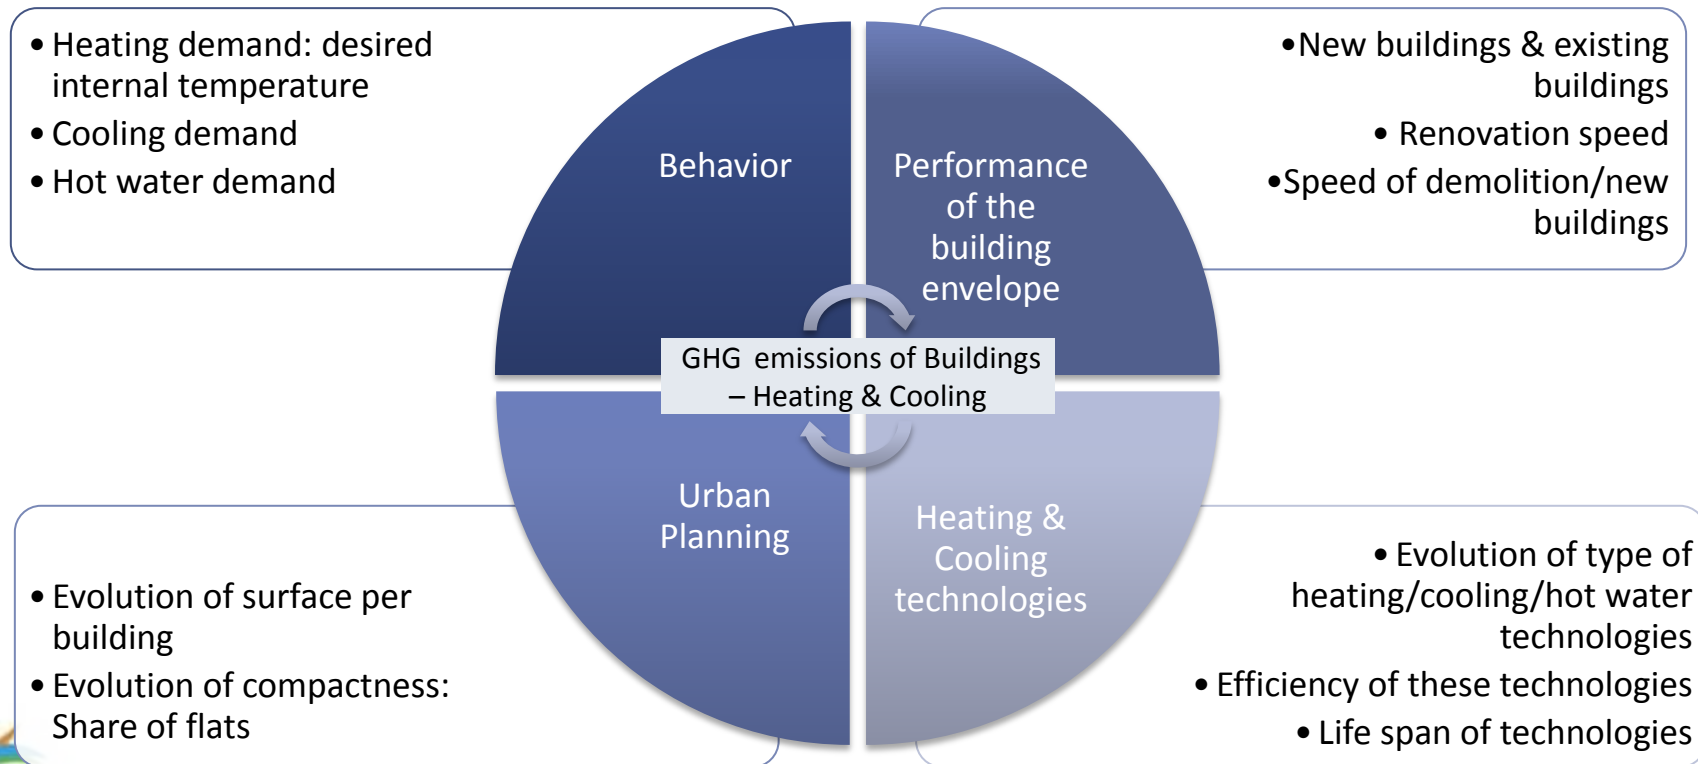 • Heating demand: desired
internal temperature
• Cooling demand
• Hot water demand
Behavior
Performance
of the
building
envelope
•New buildings & existing
buildings
• Renovation speed
•Speed of demolition/new
buildings
GHG emissions of Buildings
– Heating & Cooling
Urban
Planning
• Evolution of surface per
building
• Evolution of compactness:
Share of flats
Heating &
Cooling
technologies
• Evolution of type of
heating/cooling/hot water
technologies
• Efficiency of these technologies
• Life span of technologies